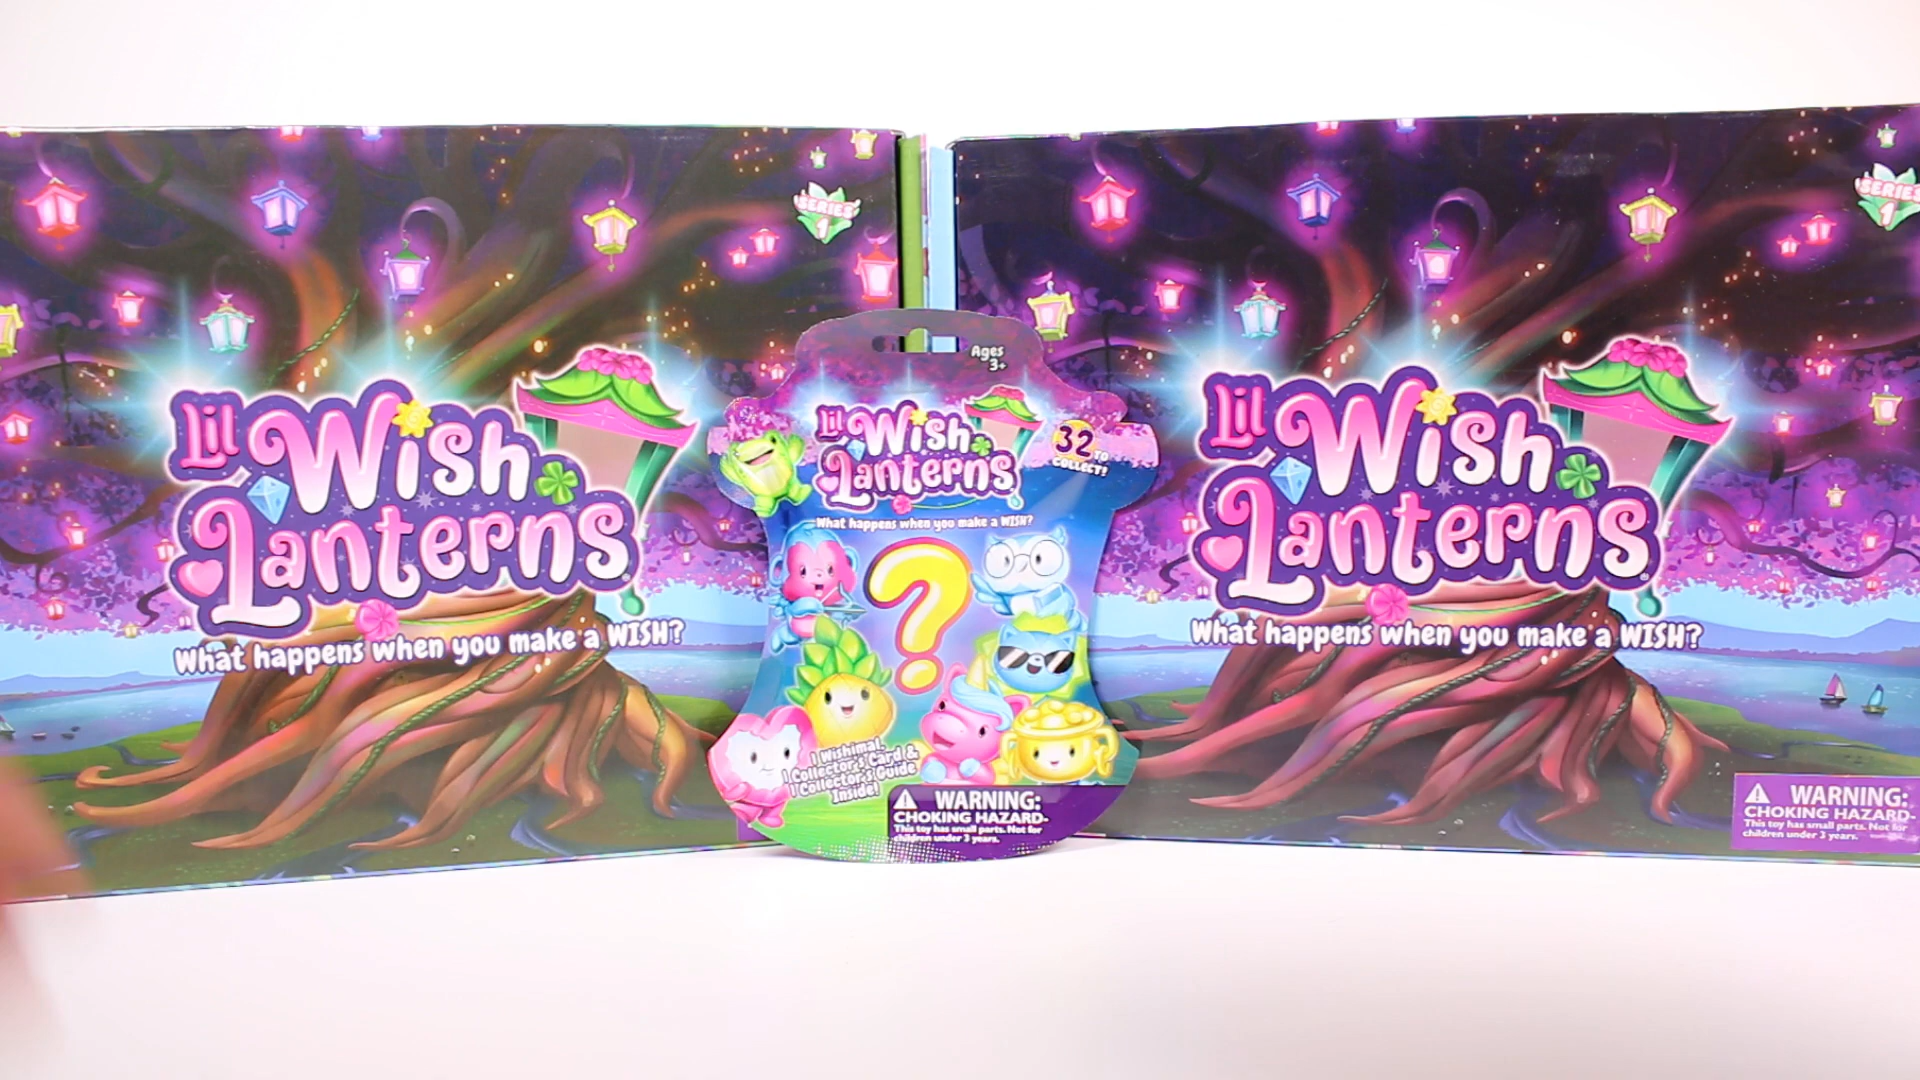 SERIES
1
Lil
Wish
Lanterns
What happens when you make a WISH?
Ages
3+
Lil
Wish
Lanterns
32 TO
COLLECT!
What happens when you make a WISH?
?
1 Wishimal,
1 Collector's Card &
1 Collector's Guide
Inside!
WARNING:
CHOKING HAZARD-
This toy has small parts. Not for
children under 3 years.
SERIES
1
Lil
Wish
Lanterns
What happens when you make a WISH?
WARNING:
CHOKING HAZARD-
This toy has small parts. Not for
children under 3 years.